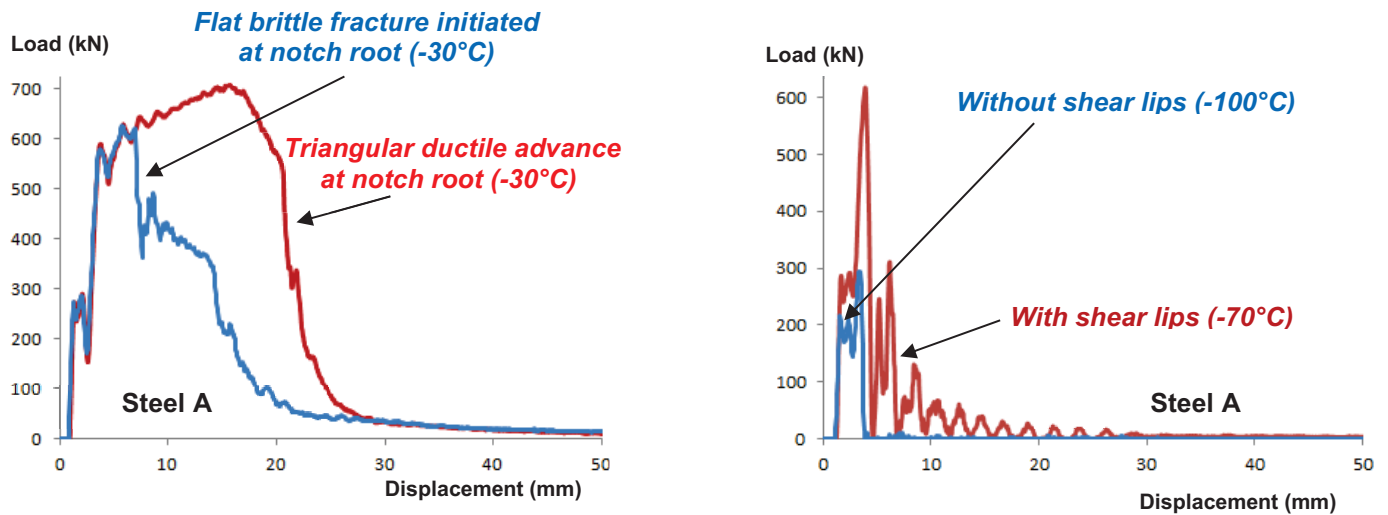 Flat brittle fracture initiated
at notch root (-30°C)
Load (kN)
700
600
500
400
300
200
100
0
Triangular ductile advance
at notch root (-30°C)
Steel A
0 10 20 30 40 50
Displacement (mm)
Load (kN)
600
500
400
300
200
100
0
Without shear lips (-100°C)
With shear lips (-70°C)
Steel A
0 10 20 30 40 50
Displacement (mm)